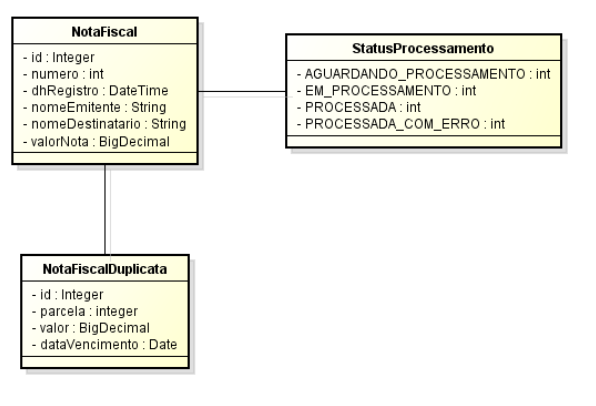 NotaFiscal
- id : Integer
- numero : int
- dhRegistro : DateTime
- nomeEmitente : String
- nomeDestinatario : String
- valorNota : BigDecimal
StatusProcessamento
- AGUARDANDO_PROCESSAMENTO : int
- EM_PROCESSAMENTO : int
- PROCESSADA : int
- PROCESSADA_COM_ERRO : int
NotaFiscalDuplicata
- id : Integer
- parcela : integer
- valor : BigDecimal
- dataVencimento : Date